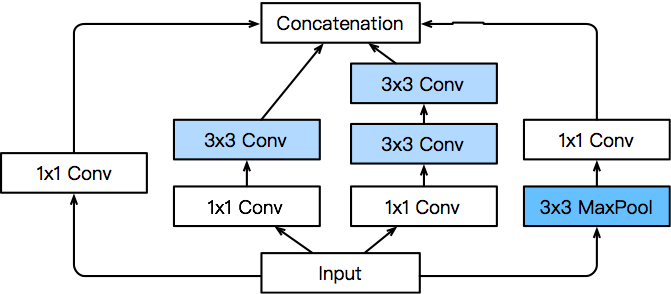 Concatenation
3x3 Conv
3x3 Conv
3x3 Conv
1x1 Conv
1x1 Conv
1x1 Conv
1x1 Conv
3x3 MaxPool
Input